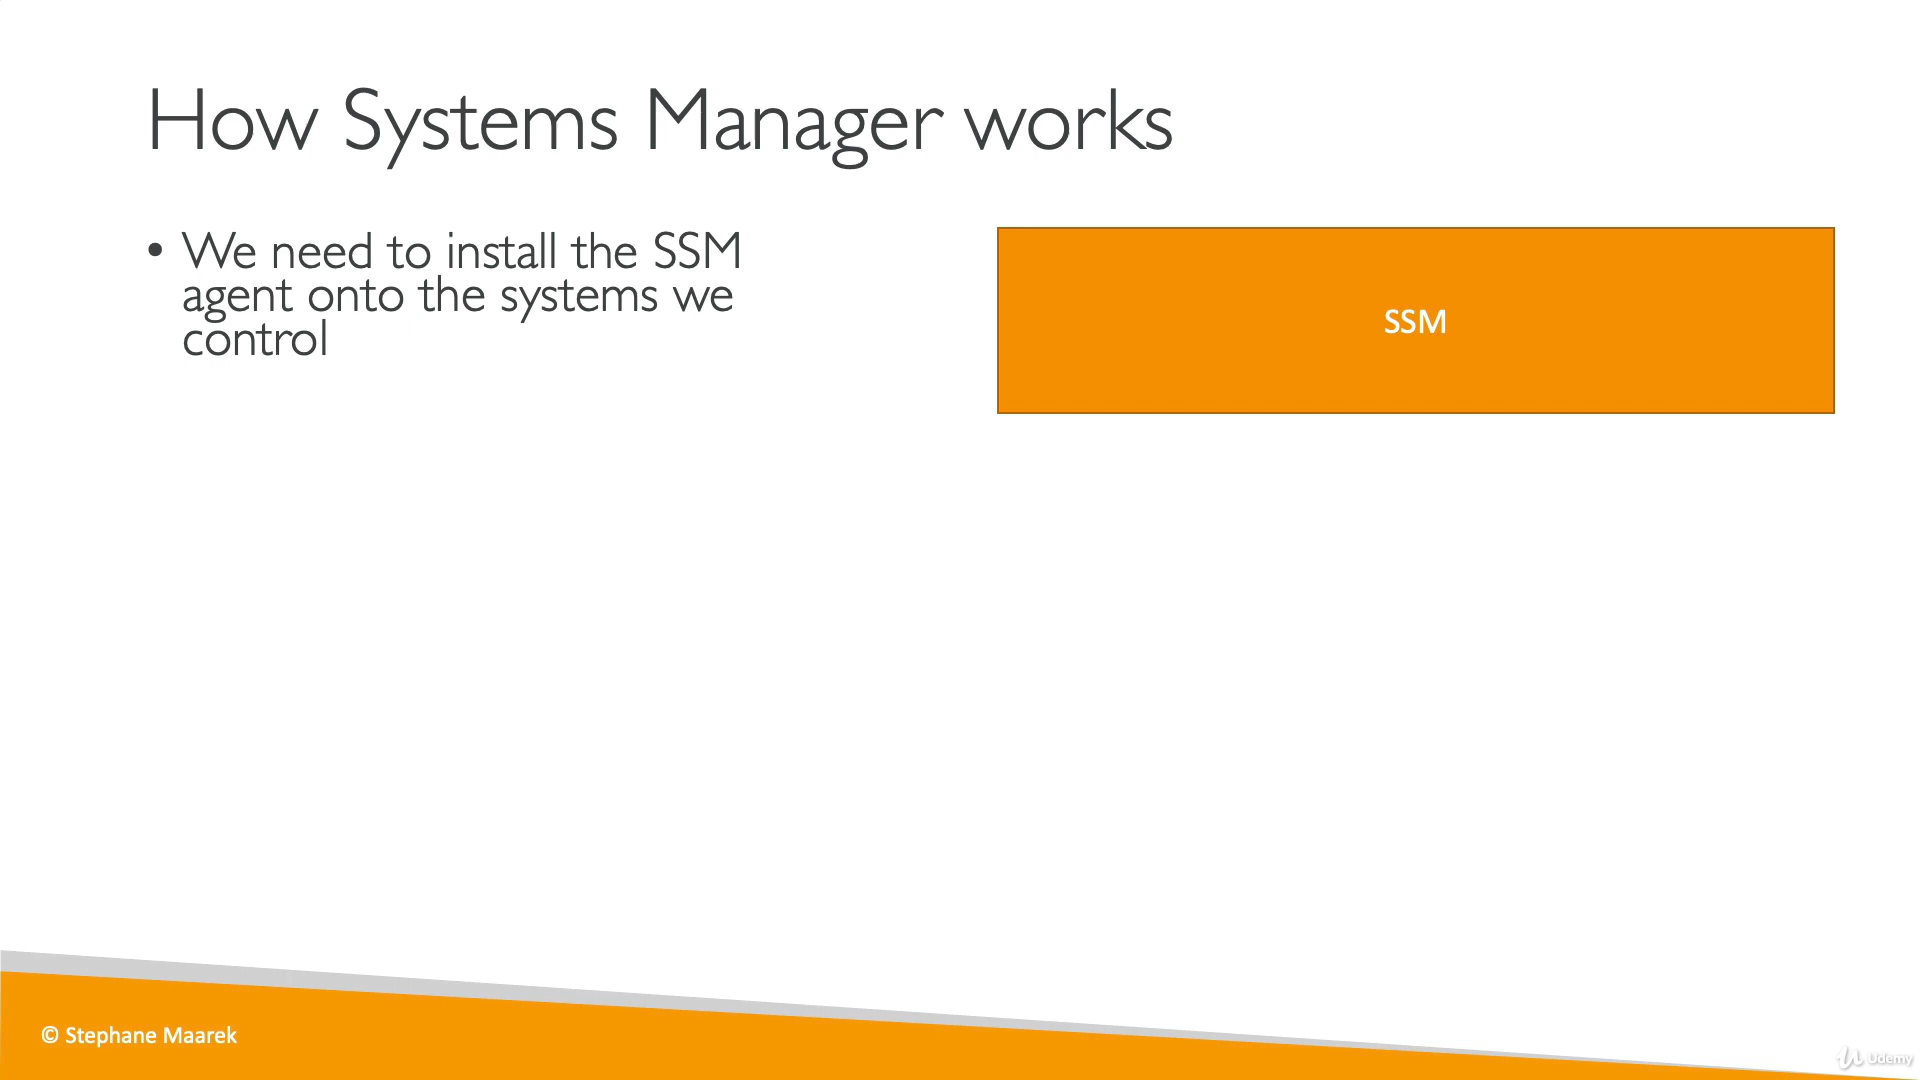 How Systems Manager works
• We need to install the SSM
agent onto the systems we
control
SSM
© Stephane Maarek
Udemy